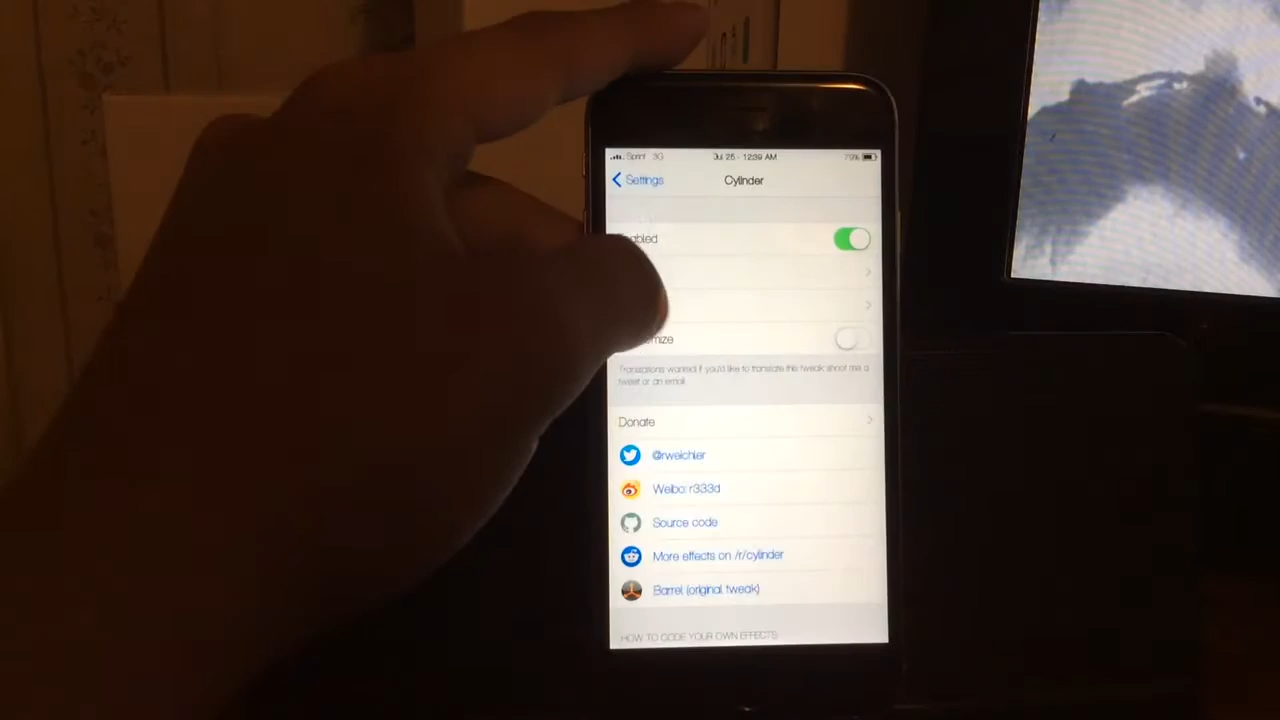 Sprint 3G Jul 25 - 12:39 AM 79%
Settings Cylinder
abled
mize
Translations wanted if you'd like to translate this tweak shoot me a
tweet or an email.
Donate
@rweichler
Weibo: r333d
Source code
More effects on /r/cylinder
Barrel (original tweak)
HOW TO CODE YOUR OWN EFFECTS